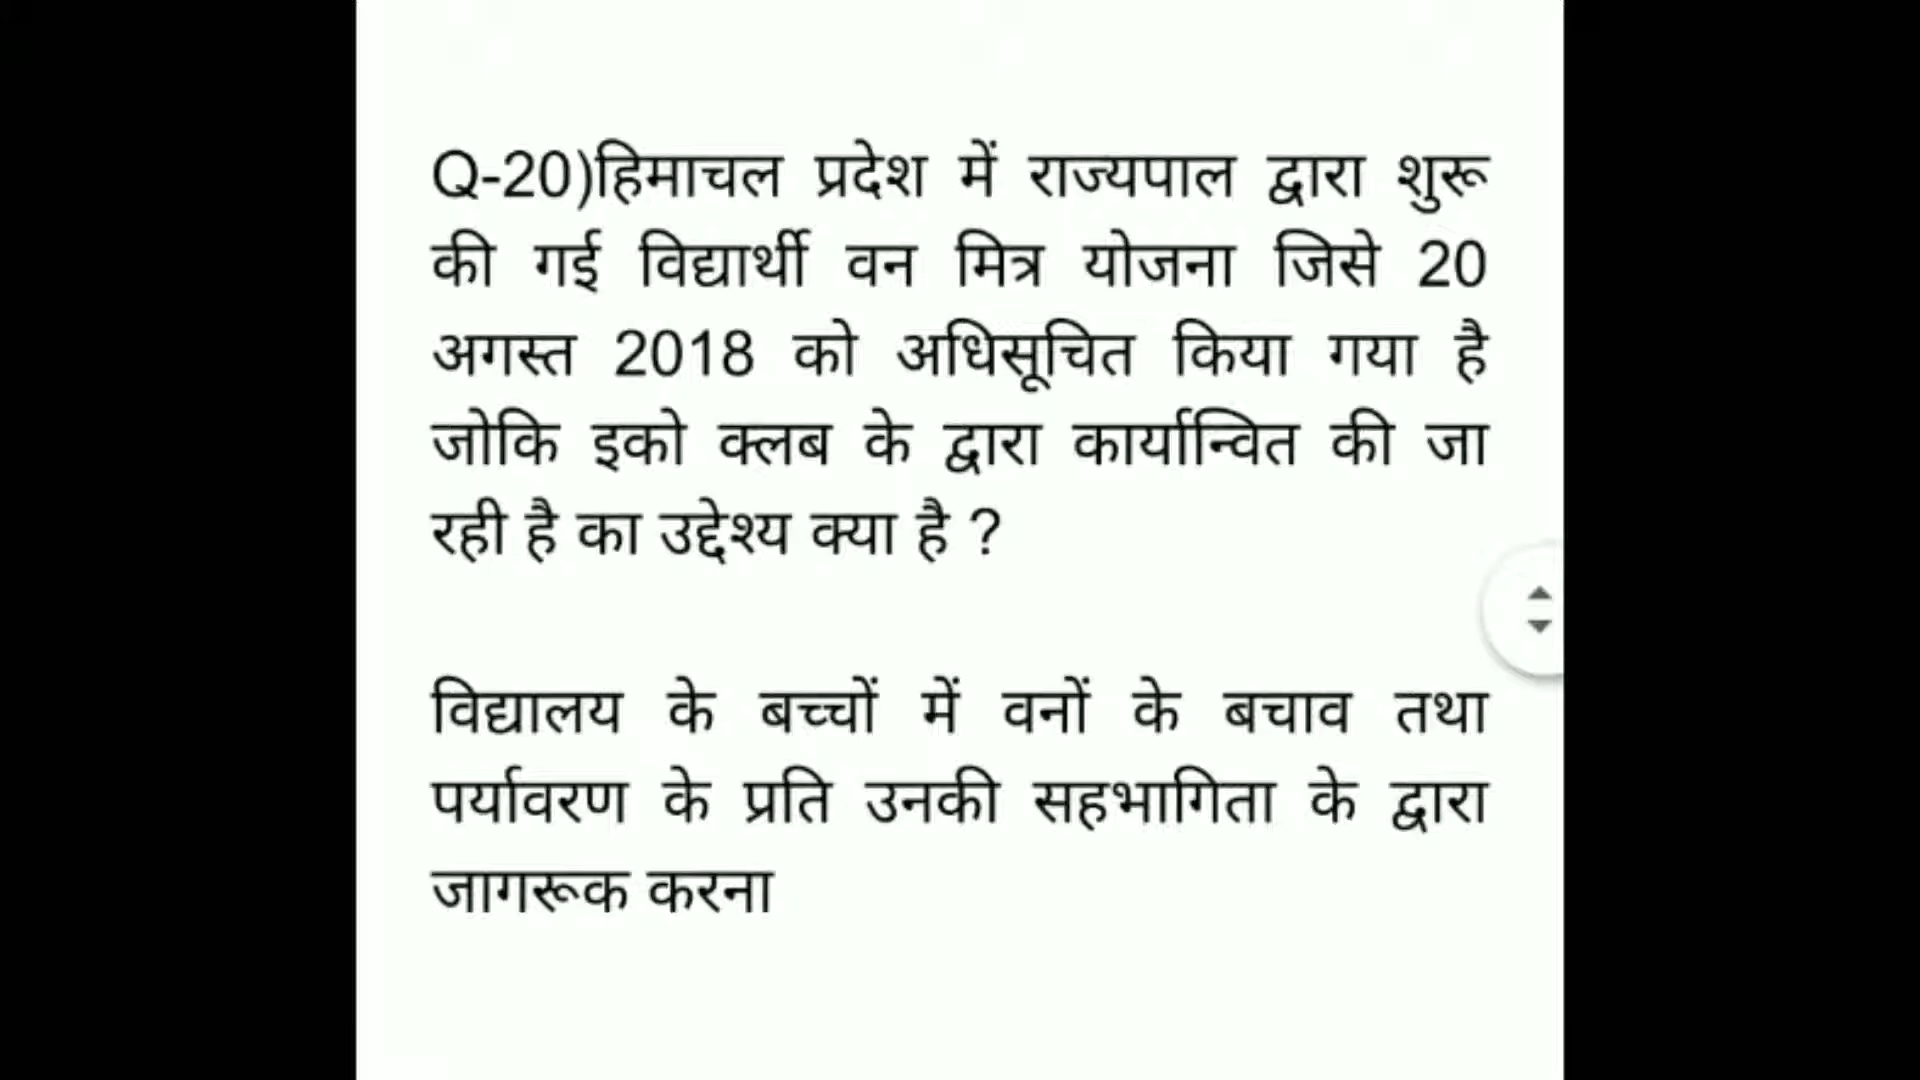 Q-20)हिमाचल प्रदेश में राज्यपाल द्वारा शुरू
की गई विद्यार्थी वन मित्र योजना जिसे 20
अगस्त 2018 को अधिसूचित किया गया है
जोकि इको क्लब के द्वारा कार्यान्वित की जा
रही है का उद्देश्य क्या है ?
विद्यालय के बच्चों में वनों के बचाव तथा
पर्यावरण के प्रति उनकी सहभागिता के द्वारा
जागरूक करना